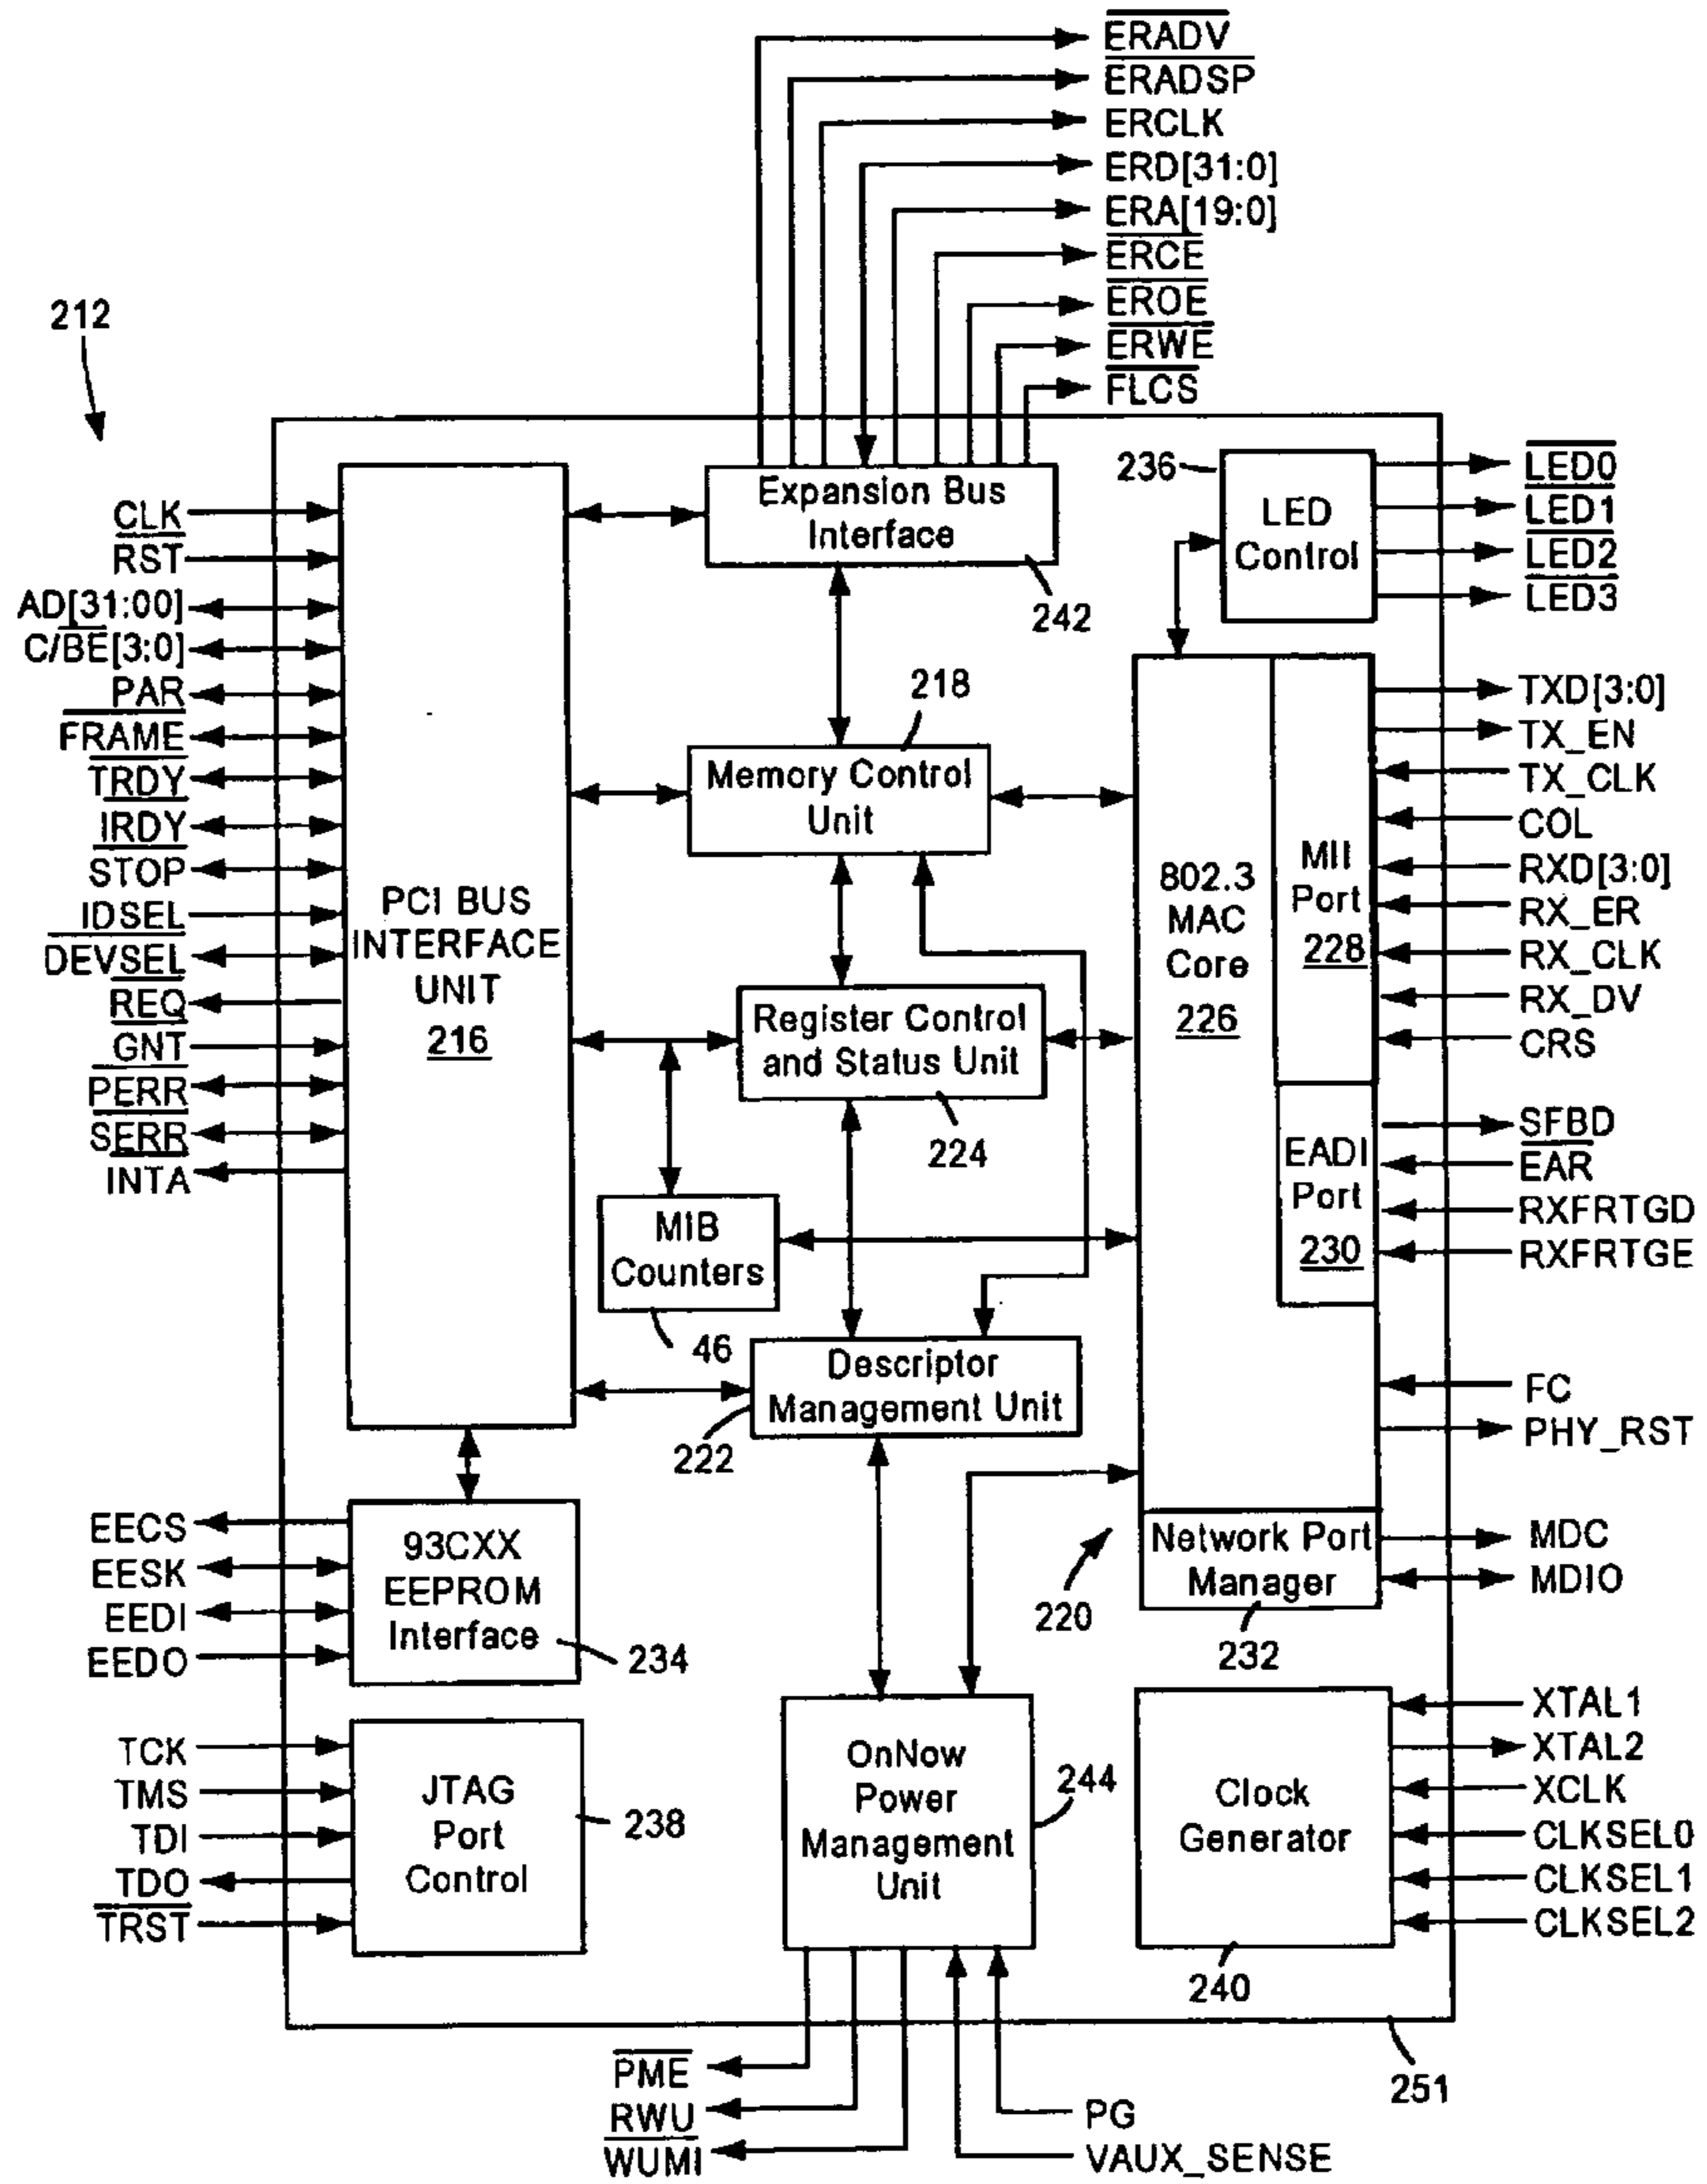 ERADV
ERADSP
ERCLK
ERD[31:0]
ERA[19:0]
ERCE
EROE
ERWE
FLCS
212
CLK
RST
AD[31:00]
C/BE[3:0]
PAR
FRAME
TRDY
IRDY
STOP
IDSEL
DEVSEL
REQ
GNT
PERR
SERR
INTA
PCI BUS
INTERFACE
UNIT
216
Expansion Bus
Interface
242
236
LED
Control
LED0
LED1
LED2
LED3
218
Memory Control
Unit
802.3
MAC
Core
226
MII
Port
228
TXD[3:0]
TX_EN
TX_CLK
COL
RXD[3:0]
RX_ER
RX_CLK
RX_DV
CRS
Register Control
and Status Unit
224
EADI
Port
230
SFBD
EAR
RXFRTGD
RXFRTGE
MIB
Counters
46
Descriptor
Management Unit
222
FC
PHY_RST
EECS
EESK
EEDI
EEDO
93CXX
EEPROM
Interface
234
220
Network Port
Manager
232
MDC
MDIO
TCK
TMS
TDI
TDO
TRST
JTAG
Port
Control
238
OnNow
Power
Management
Unit
244
Clock
Generator
240
XTAL1
XTAL2
XCLK
CLKSEL0
CLKSEL1
CLKSEL2
251
PME
RWU
WUMI
PG
VAUX_SENSE